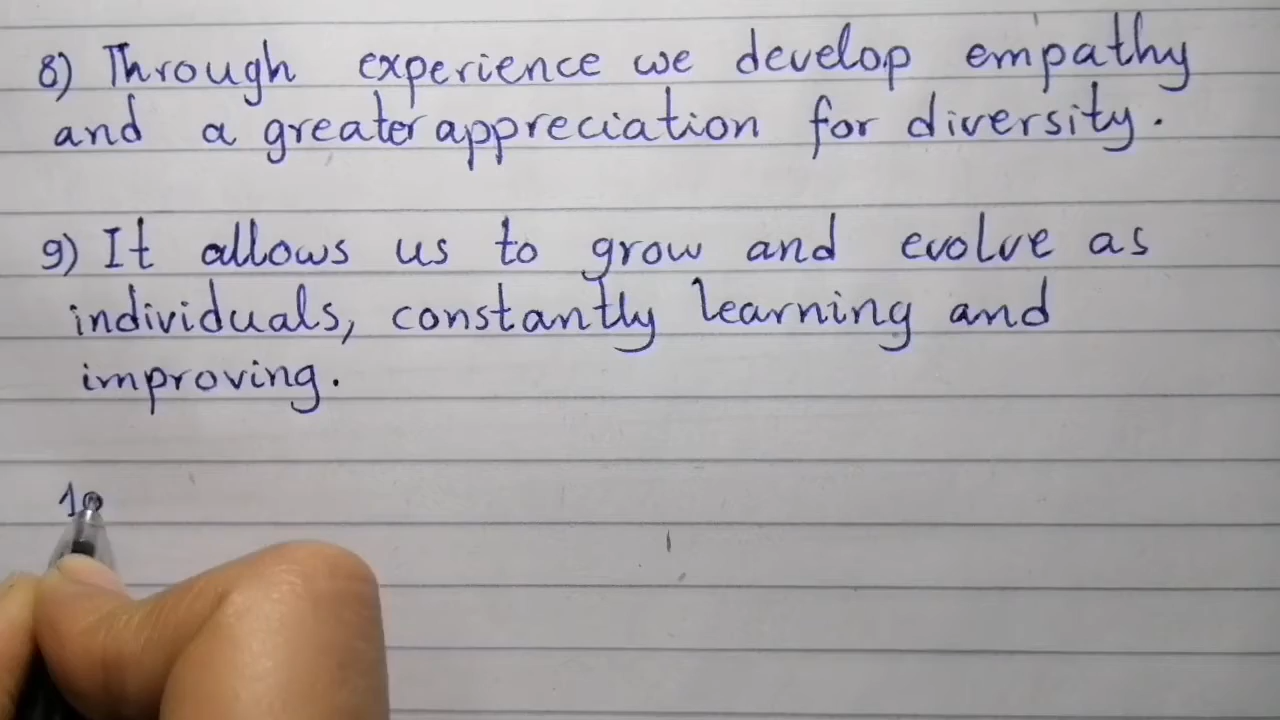 8) Through experience we develop empathy
and a greater appreciation for diversity.
9) It allows us to grow and evolve as
individuals, constantly learning and
improving.
10